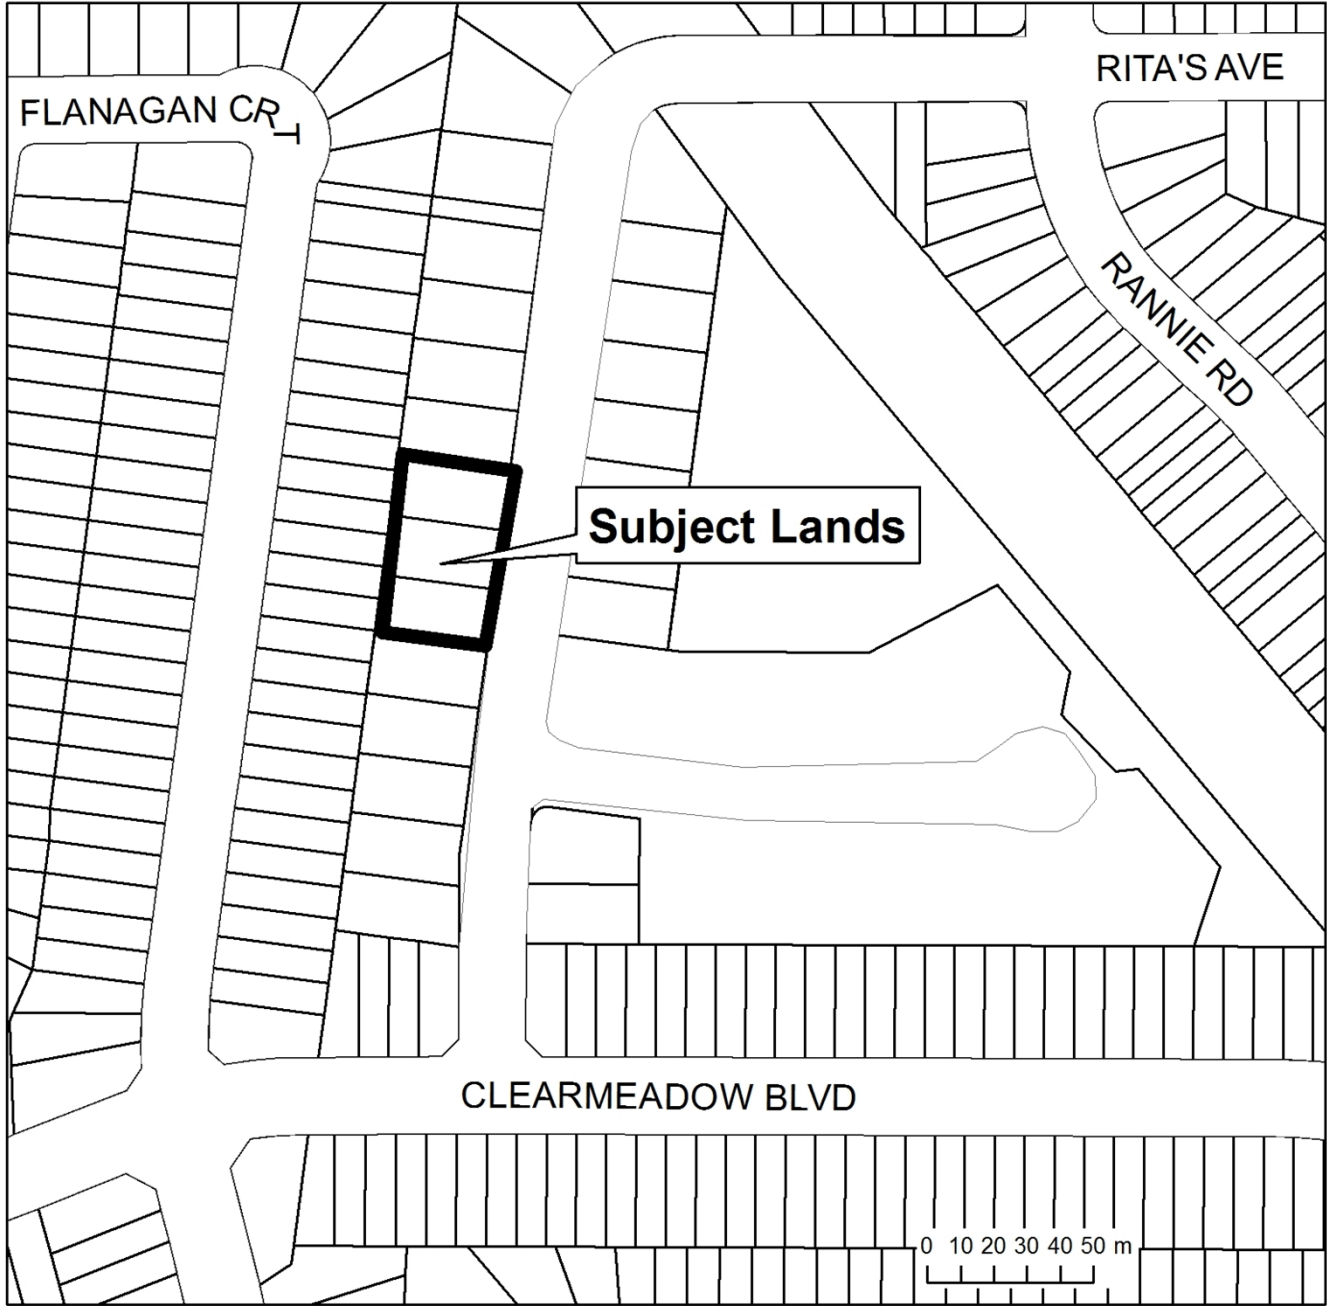 RITA'S AVE
FLANAGAN CRT
RANNIE RD
Subject Lands
CLEARMEADOW BLVD
0 10 20 30 40 50 m